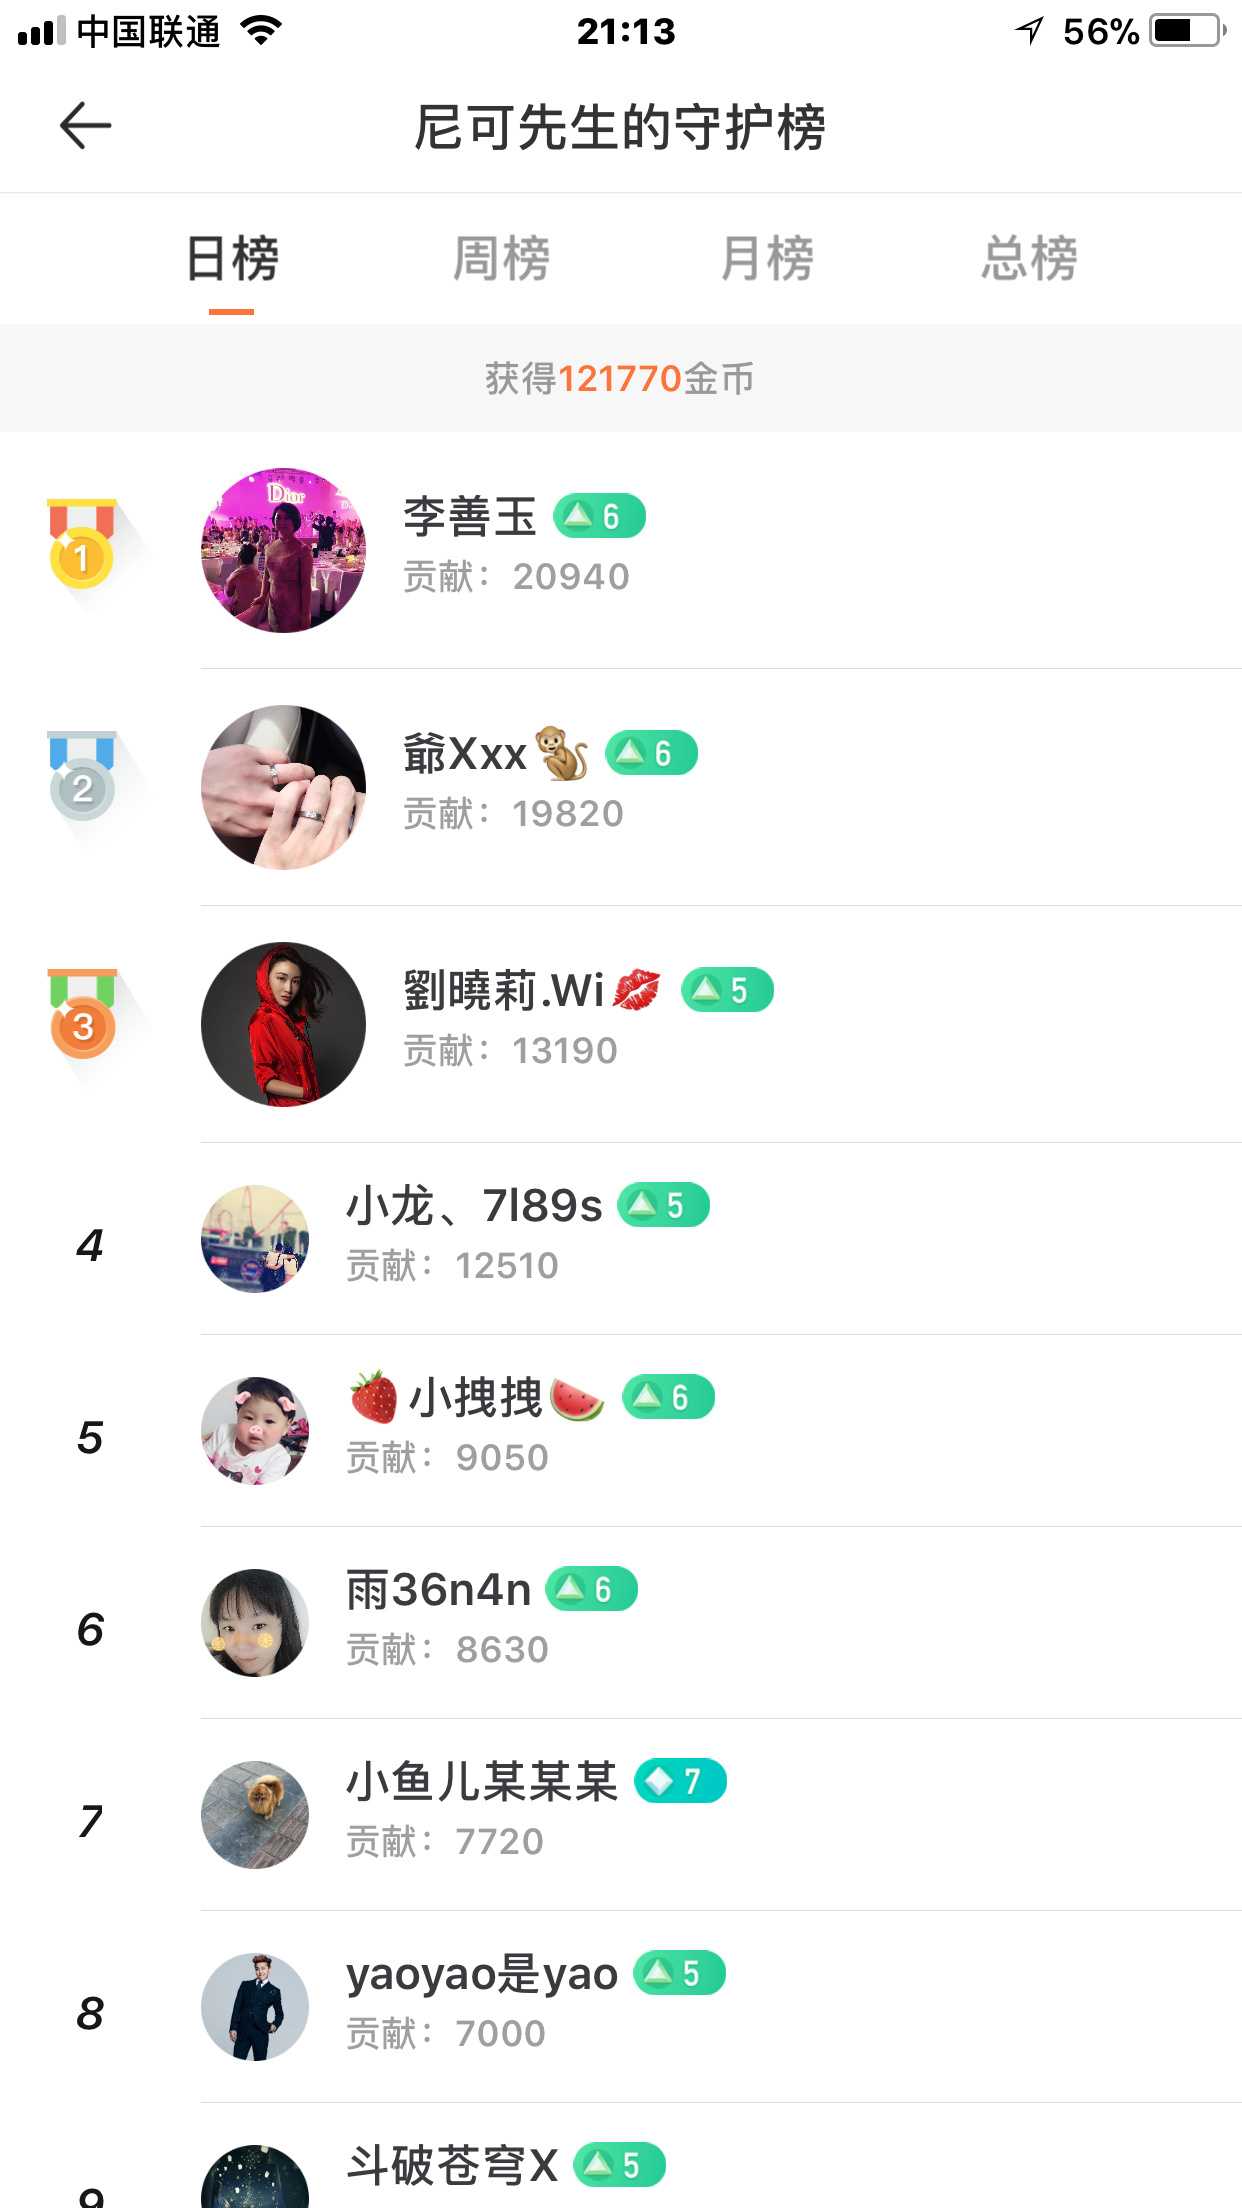 中国联通 21:13 56%
尼可先生的守护榜
日榜 周榜 月榜 总榜
获得121770金币
1
Dior
李善玉 6
贡献：20940
2
爺Xxx🐒 6
贡献：19820
3
劉曉莉.Wi💋 5
贡献：13190
4
小龙、7l89s 5
贡献：12510
5
🍓小拽拽🍉 6
贡献：9050
6
雨36n4n 6
贡献：8630
7
小鱼儿某某某 7
贡献：7720
8
yaoyao是yao 5
贡献：7000
9
斗破苍穹X 5